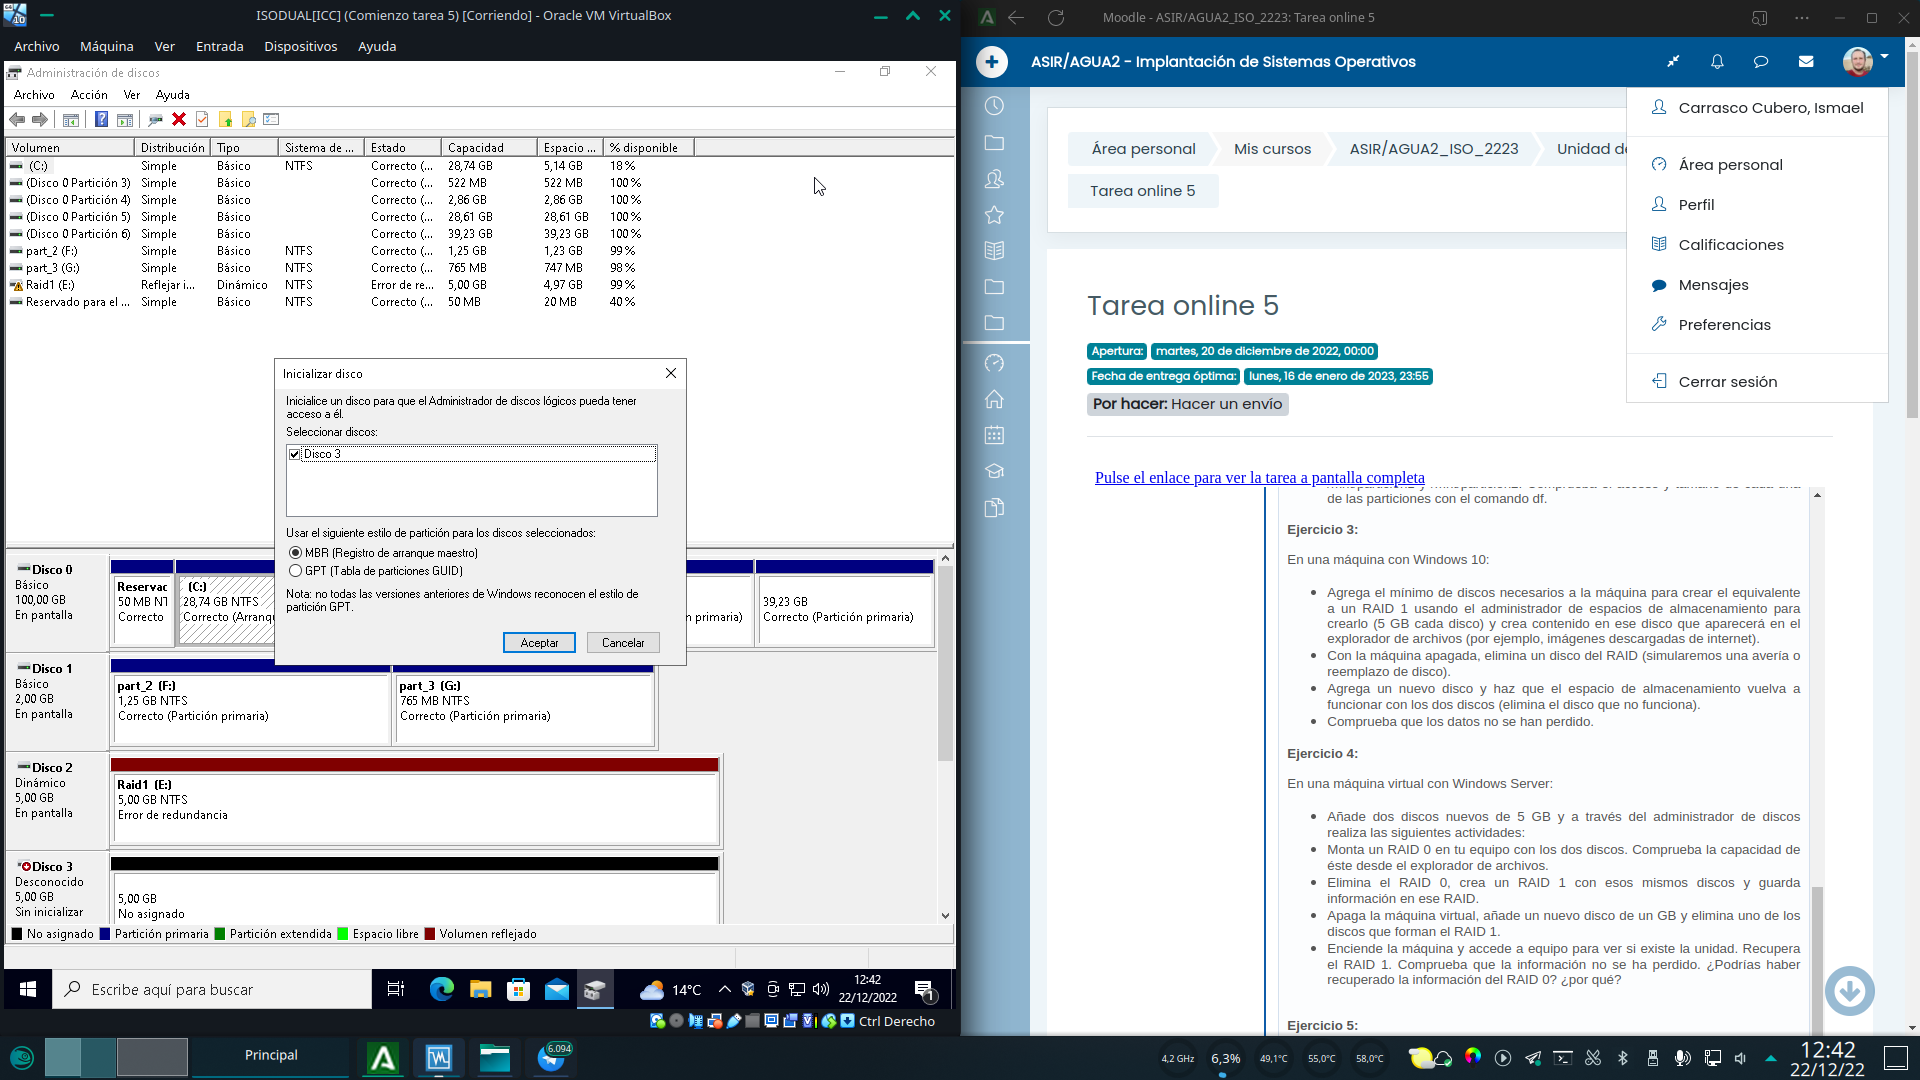 ISODUAL[ICC] (Comienzo tarea 5) [Corriendo] - Oracle VM VirtualBox
Archivo Máquina Ver Entrada Dispositivos Ayuda
Administración de discos
Archivo Acción Ver Ayuda
Volumen Distribución Tipo Sistema de ... Estado Capacidad Espacio ... % disponible
(C:) Simple Básico NTFS Correcto (... 28,74 GB 5,14 GB 18 %
(Disco 0 Partición 3) Simple Básico Correcto (... 522 MB 522 MB 100 %
(Disco 0 Partición 4) Simple Básico Correcto (... 2,86 GB 2,86 GB 100 %
(Disco 0 Partición 5) Simple Básico Correcto (... 28,61 GB 28,61 GB 100 %
(Disco 0 Partición 6) Simple Básico Correcto (... 39,23 GB 39,23 GB 100 %
part_2 (F:) Simple Básico NTFS Correcto (... 1,25 GB 1,23 GB 99 %
part_3 (G:) Simple Básico NTFS Correcto (... 765 MB 747 MB 98 %
Raid1 (E:) Reflejar i... Dinámico NTFS Error de re... 5,00 GB 4,97 GB 99 %
Reservado para el ... Simple Básico NTFS Correcto (... 50 MB 20 MB 40 %
Inicializar disco
Inicialice un disco para que el Administrador de discos lógicos pueda tener
acceso a él.
Seleccionar discos:
Disco 3
Usar el siguiente estilo de partición para los discos seleccionados:
MBR (Registro de arranque maestro)
GPT (Tabla de particiones GUID)
Nota: no todas las versiones anteriores de Windows reconocen el estilo de
partición GPT.
Aceptar Cancelar
Disco 0
Básico
100,00 GB
En pantalla
Reservac
50 MB NT
Correcto
(C:)
28,74 GB NTFS
Correcto (Arranqu
n primaria)
39,23 GB
Correcto (Partición primaria)
Disco 1
Básico
2,00 GB
En pantalla
part_2 (F:)
1,25 GB NTFS
Correcto (Partición primaria)
part_3 (G:)
765 MB NTFS
Correcto (Partición primaria)
Disco 2
Dinámico
5,00 GB
En pantalla
Raid1 (E:)
5,00 GB NTFS
Error de redundancia
Disco 3
Desconocido
5,00 GB
Sin inicializar
5,00 GB
No asignado
No asignado Partición primaria Partición extendida Espacio libre Volumen reflejado
Escribe aquí para buscar
14°C
12:42
22/12/2022
1
Ctrl Derecho
Moodle - ASIR/AGUA2_ISO_2223: Tarea online 5
ASIR/AGUA2 - Implantación de Sistemas Operativos
Carrasco Cubero, Ismael
Área personal
Perfil
Calificaciones
Mensajes
Preferencias
Cerrar sesión
Área personal Mis cursos ASIR/AGUA2_ISO_2223 Unidad de
Tarea online 5
Tarea online 5
Apertura: martes, 20 de diciembre de 2022, 00:00
Fecha de entrega óptima: lunes, 16 de enero de 2023, 23:55
Por hacer: Hacer un envío
Pulse el enlace para ver la tarea a pantalla completa
de las particiones con el comando df.
Ejercicio 3:
En una máquina con Windows 10:
Agrega el mínimo de discos necesarios a la máquina para crear el equivalente
a un RAID 1 usando el administrador de espacios de almacenamiento para
crearlo (5 GB cada disco) y crea contenido en ese disco que aparecerá en el
explorador de archivos (por ejemplo, imágenes descargadas de internet).
Con la máquina apagada, elimina un disco del RAID (simularemos una avería o
reemplazo de disco).
Agrega un nuevo disco y haz que el espacio de almacenamiento vuelva a
funcionar con los dos discos (elimina el disco que no funciona).
Comprueba que los datos no se han perdido.
Ejercicio 4:
En una máquina virtual con Windows Server:
Añade dos discos nuevos de 5 GB y a través del administrador de discos
realiza las siguientes actividades:
Monta un RAID 0 en tu equipo con los dos discos. Comprueba la capacidad de
éste desde el explorador de archivos.
Elimina el RAID 0, crea un RAID 1 con esos mismos discos y guarda
información en ese RAID.
Apaga la máquina virtual, añade un nuevo disco de un GB y elimina uno de los
discos que forman el RAID 1.
Enciende la máquina y accede a equipo para ver si existe la unidad. Recupera
el RAID 1. Comprueba que la información no se ha perdido. ¿Podrías haber
recuperado la información del RAID 0? ¿por qué?
Ejercicio 5:
Principal
6.094
4,2 GHz 6,3% 49,1°C 55,0°C 58,0°C
12:42
22/12/22